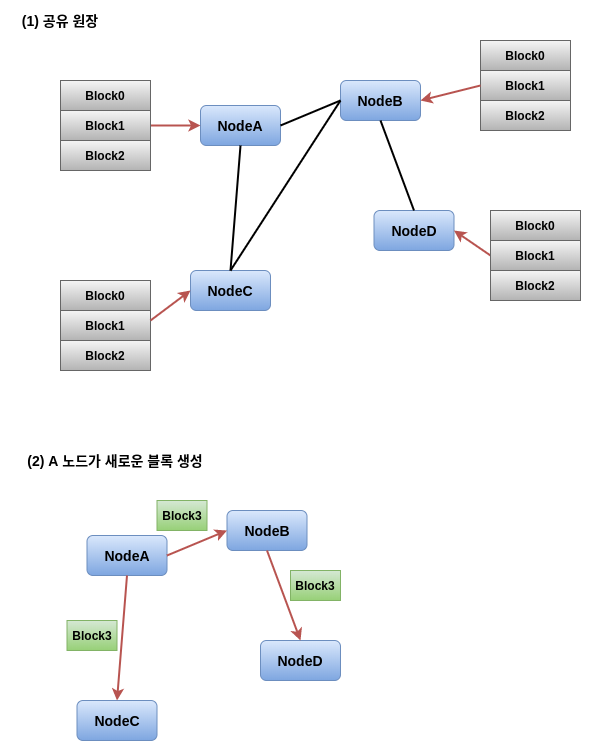 (1) 공유 원장
Block0
Block1
Block2
NodeA
NodeB
Block0
Block1
Block2
NodeD
Block0
Block1
Block2
Block0
Block1
Block2
NodeC
(2) A 노드가 새로운 블록 생성
Block3
NodeA
NodeB
Block3
Block3
NodeD
NodeC